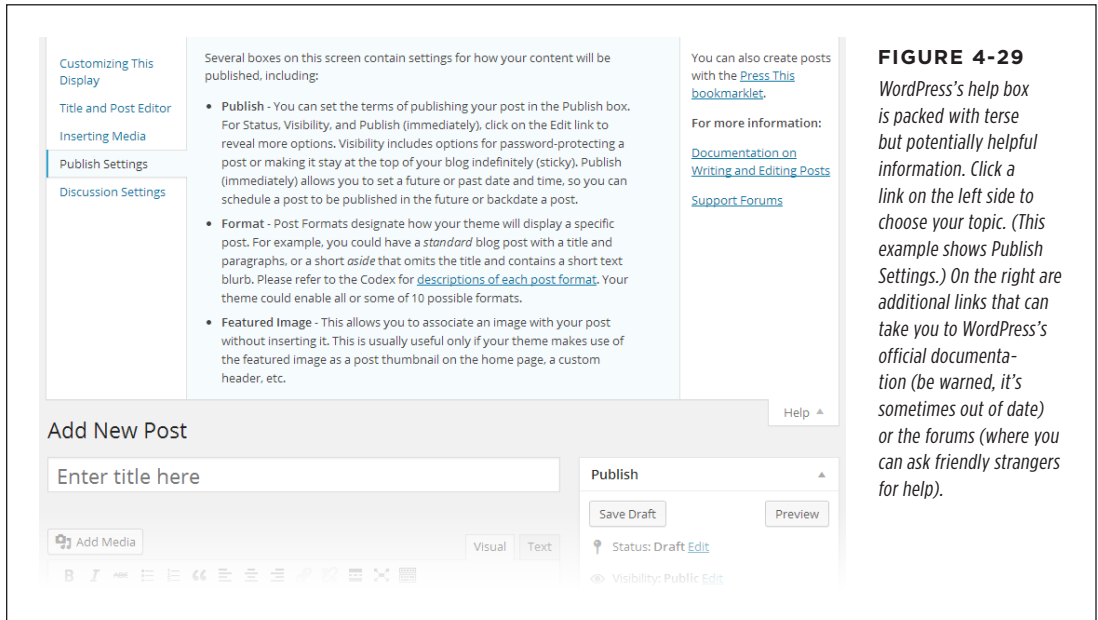 Customizing This
Display
Title and Post Editor
Inserting Media
Publish Settings
Discussion Settings
Several boxes on this screen contain settings for how your content will be
published, including:
• Publish - You can set the terms of publishing your post in the Publish box.
For Status, Visibility, and Publish (immediately), click on the Edit link to
reveal more options. Visibility includes options for password-protecting a
post or making it stay at the top of your blog indefinitely (sticky). Publish
(immediately) allows you to set a future or past date and time, so you can
schedule a post to be published in the future or backdate a post.
• Format - Post Formats designate how your theme will display a specific
post. For example, you could have a standard blog post with a title and
paragraphs, or a short aside that omits the title and contains a short text
blurb. Please refer to the Codex for descriptions of each post format. Your
theme could enable all or some of 10 possible formats.
• Featured Image - This allows you to associate an image with your post
without inserting it. This is usually useful only if your theme makes use of
the featured image as a post thumbnail on the home page, a custom
header, etc.
You can also create posts
with the Press This
bookmarklet.
For more information:
Documentation on
Writing and Editing Posts
Support Forums
Help
Add New Post
Enter title here
Add Media
Visual Text
B I ABC
Publish
Save Draft Preview
Status: Draft Edit
Visibility: Public Edit
FIGURE 4-29
WordPress's help box
is packed with terse
but potentially helpful
information. Click a
link on the left side to
choose your topic. (This
example shows Publish
Settings.) On the right are
additional links that can
take you to WordPress's
official documenta-
tion (be warned, it's
sometimes out of date)
or the forums (where you
can ask friendly strangers
for help).